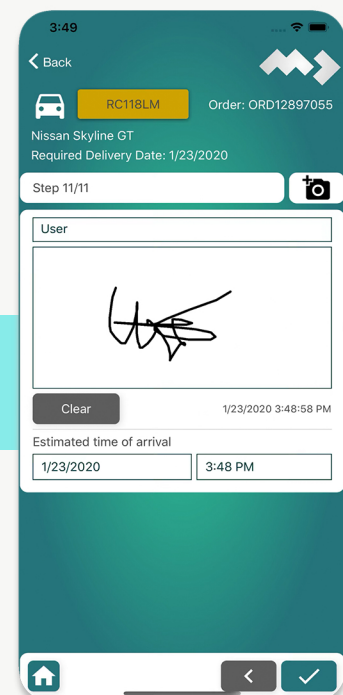 3:49
Back
RC118LM
Order: ORD12897055
Nissan Skyline GT
Required Delivery Date: 1/23/2020
Step 11/11
User
Clear
1/23/2020 3:48:58 PM
Estimated time of arrival
1/23/2020
3:48 PM